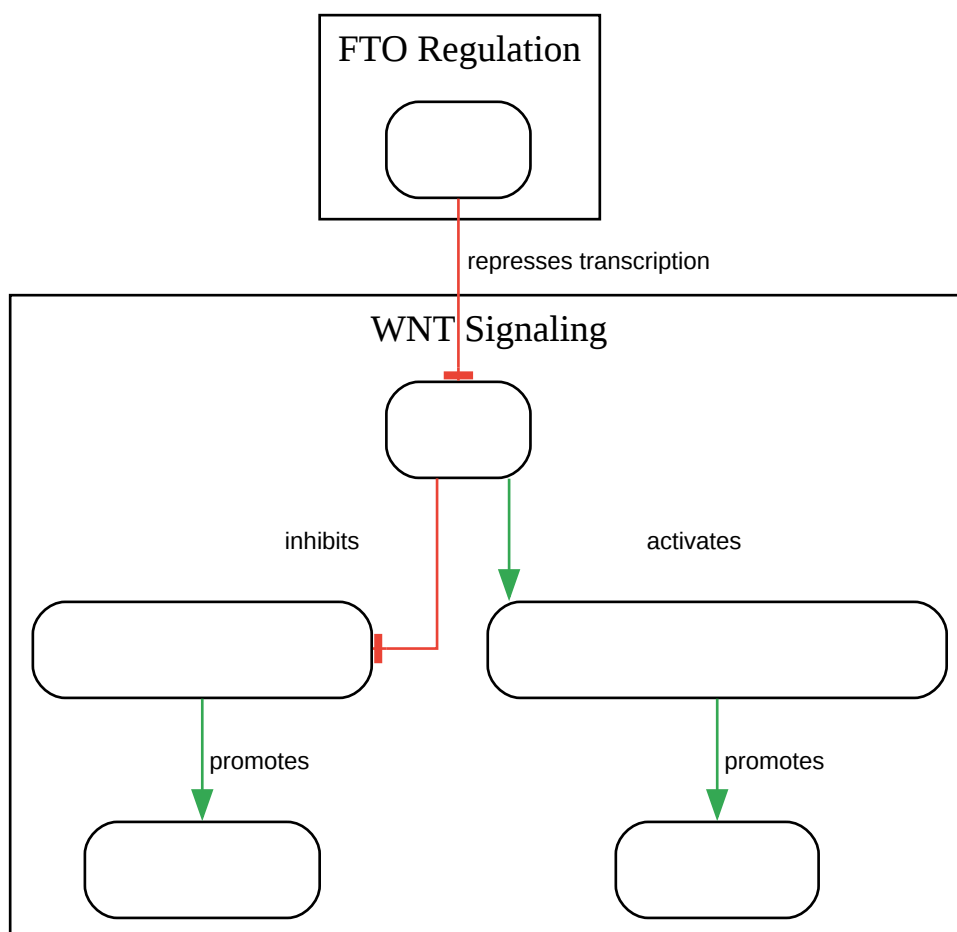 FTO Regulation
represses transcription
WNT Signaling
inhibits
activates
promotes
promotes